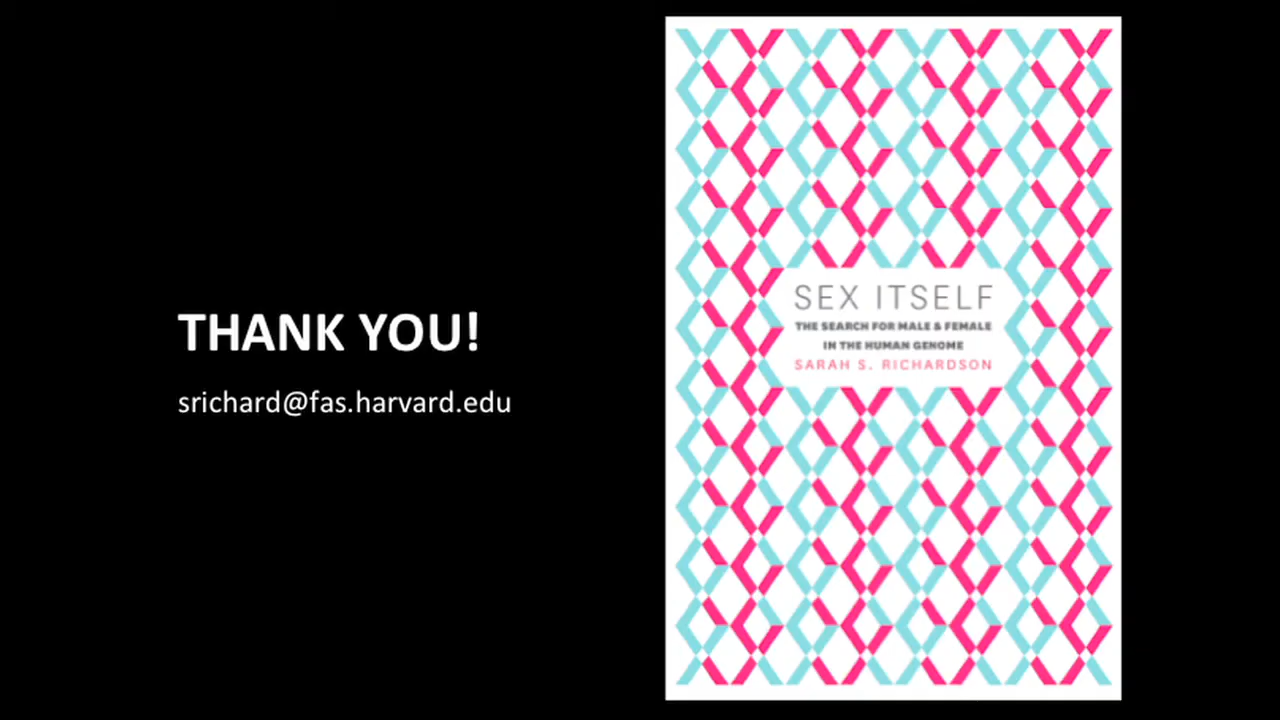 THANK YOU!
srichard@fas.harvard.edu
SEX ITSELF
THE SEARCH FOR MALE & FEMALE
IN THE HUMAN GENOME
SARAH S. RICHARDSON